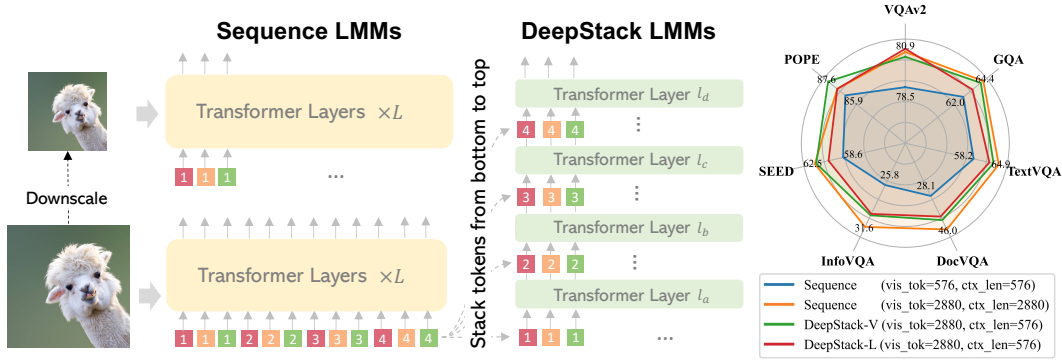 Sequence LMMs
DeepStack LMMs
Downscale
Transformer Layers ×L
1 1 1 ...
Transformer Layers ×L
1 1 1 2 2 2 3 3 3 4 4 4
Stack tokens from bottom to top
Transformer Layer l_d
4 4 4 ⋮
Transformer Layer l_c
3 3 3 ⋮
Transformer Layer l_b
2 2 2 ⋮
Transformer Layer l_a
1 1 1 ...
VQAv2
80.9
78.5
GQA
64.4
62.0
TextVQA
64.9
58.2
DocVQA
46.0
28.1
InfoVQA
31.6
25.8
SEED
62.5
58.6
POPE
87.6
85.9
Sequence (vis_tok=576, ctx_len=576)
Sequence (vis_tok=2880, ctx_len=2880)
DeepStack-V (vis_tok=2880, ctx_len=576)
DeepStack-L (vis_tok=2880, ctx_len=576)